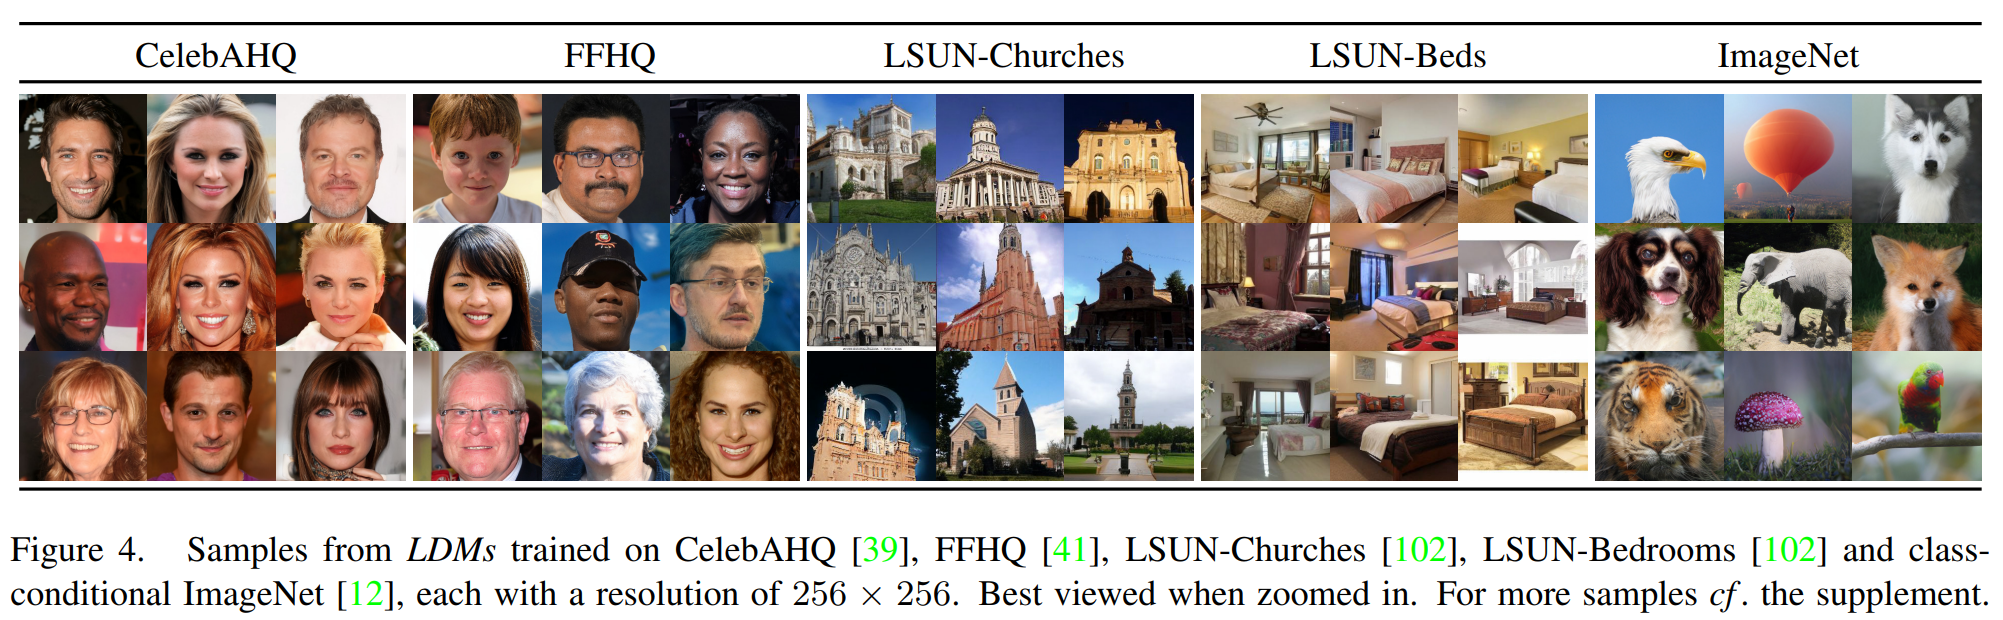 CelebAHQ FFHQ LSUN-Churches LSUN-Beds ImageNet
Figure 4. Samples from LDMs trained on CelebAHQ [39], FFHQ [41], LSUN-Churches [102], LSUN-Bedrooms [102] and class-
conditional ImageNet [12], each with a resolution of 256 × 256. Best viewed when zoomed in. For more samples cf. the supplement.